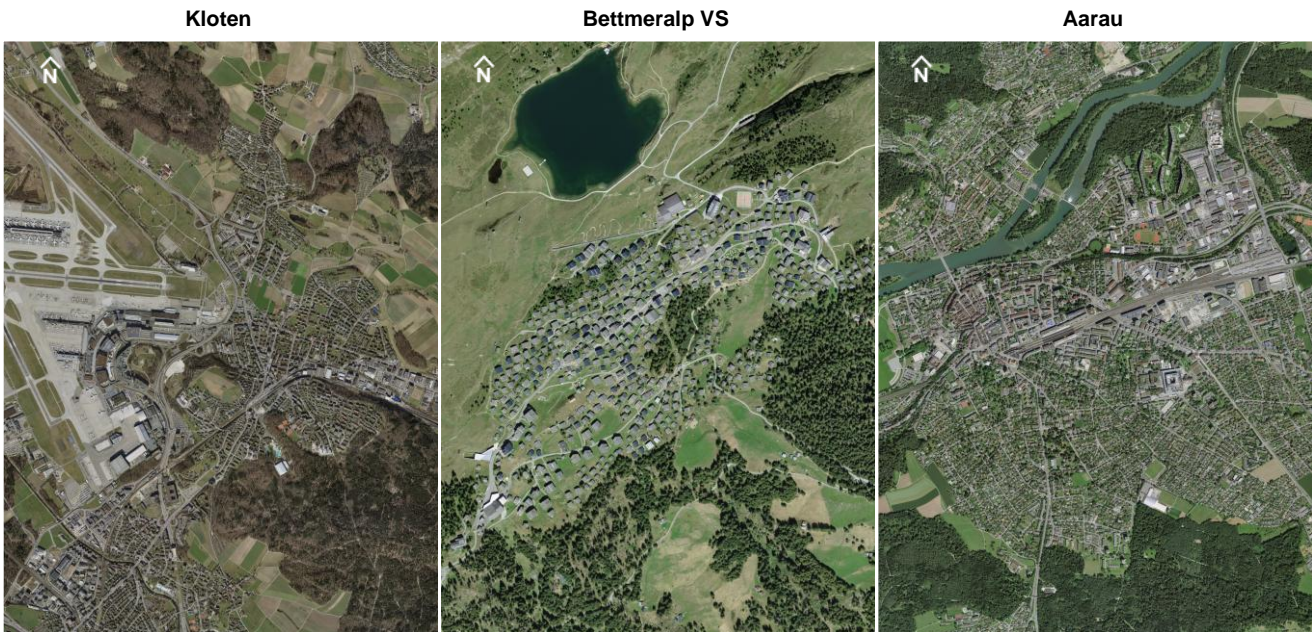 Kloten
Bettmeralp VS
Aarau
N
N
N